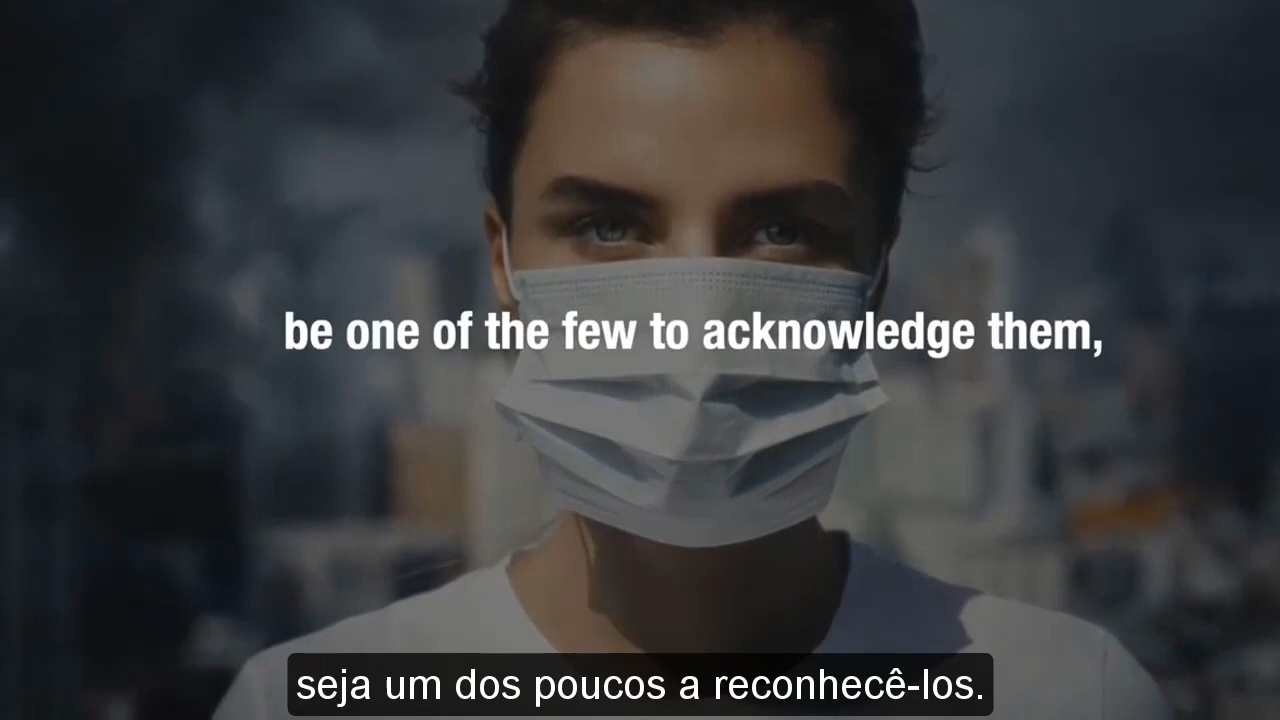 be one of the few to acknowledge them,
seja um dos poucos a reconhecê-los.